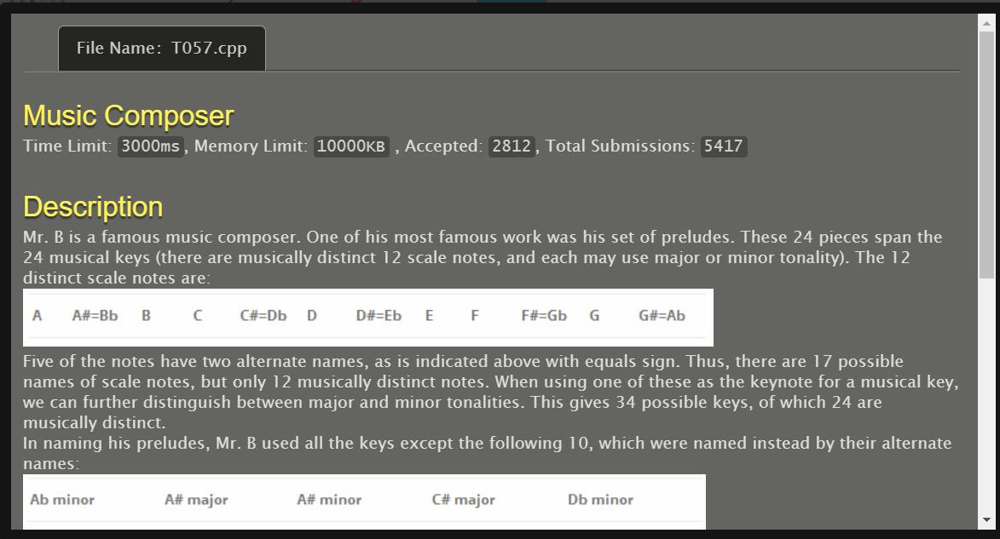 File Name: T057.cpp
Music Composer
Time Limit: 3000ms, Memory Limit: 10000KB , Accepted: 2812, Total Submissions: 5417
Description
Mr. B is a famous music composer. One of his most famous work was his set of preludes. These 24 pieces span the
24 musical keys (there are musically distinct 12 scale notes, and each may use major or minor tonality). The 12
distinct scale notes are:
A A#=Bb B C C#=Db D D#=Eb E F F#=Gb G G#=Ab
Five of the notes have two alternate names, as is indicated above with equals sign. Thus, there are 17 possible
names of scale notes, but only 12 musically distinct notes. When using one of these as the keynote for a musical key,
we can further distinguish between major and minor tonalities. This gives 34 possible keys, of which 24 are
musically distinct.
In naming his preludes, Mr. B used all the keys except the following 10, which were named instead by their alternate
names:
Ab minor A# major A# minor C# major Db minor